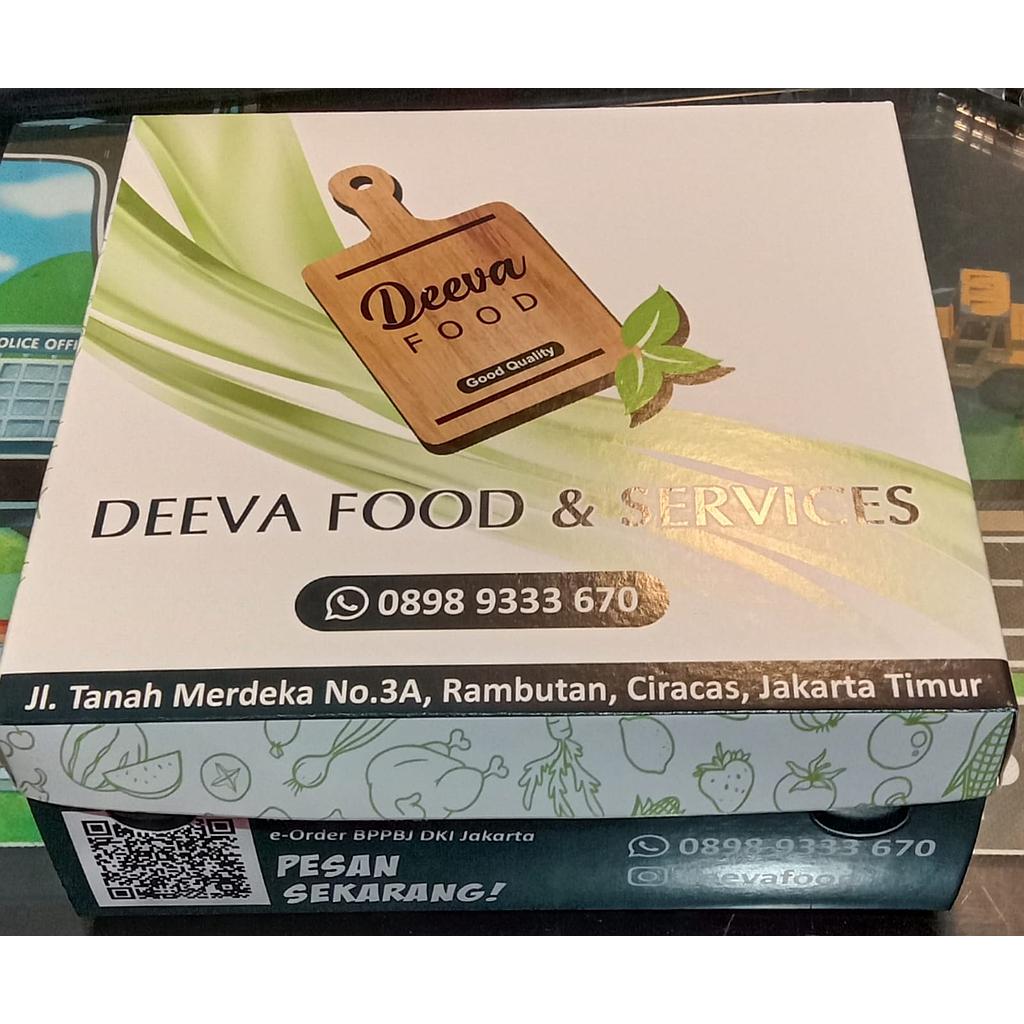 Deeva
FOOD
Good Quality
DEEVA FOOD & SERVICES
0898 9333 670
Jl. Tanah Merdeka No.3A, Rambutan, Ciracas, Jakarta Timur
e-Order BPPBJ DKI Jakarta
PESAN
SEKARANG!
0898 9333 670